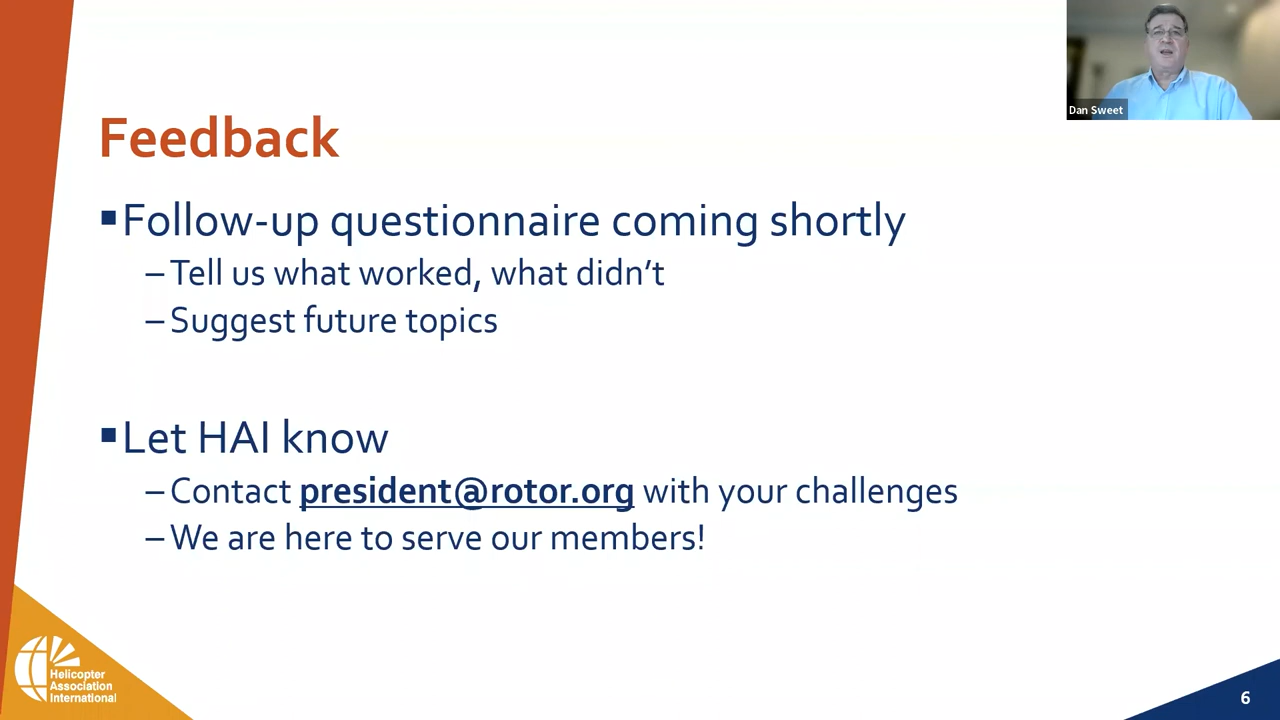 Dan Sweet
Feedback
▪Follow-up questionnaire coming shortly
–Tell us what worked, what didn’t
–Suggest future topics
▪Let HAI know
–Contact president@rotor.org with your challenges
–We are here to serve our members!
Helicopter
Association
International
6